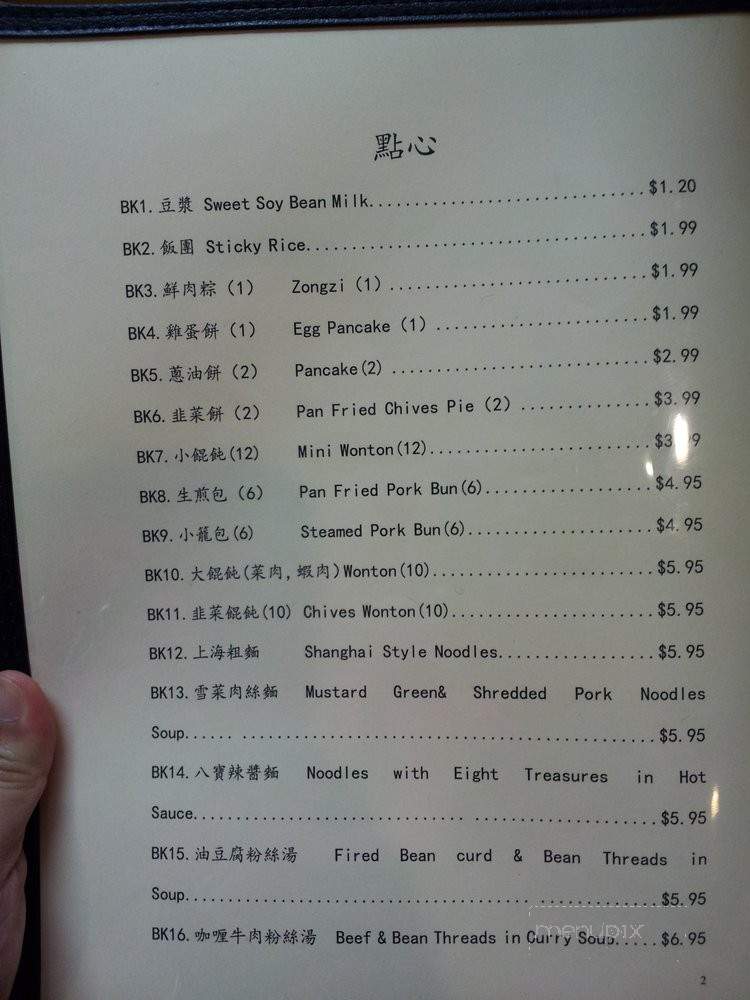 點心
BK1. 豆漿 Sweet Soy Bean Milk..............................$1.20
BK2. 飯團 Sticky Rice......................................$1.99
BK3. 鮮肉粽 (1) Zongzi (1) .............................$1.99
BK4. 雞蛋餅 (1) Egg Pancake (1) ........................$1.99
BK5. 蔥油餅 (2) Pancake(2) .............................$2.99
BK6. 韭菜餅 (2) Pan Fried Chives Pie (2) ..............$3.99
BK7. 小餛飩(12) Mini Wonton(12)........................
BK8. 生煎包 (6) Pan Fried Pork Bun(6)..................$4.95
BK9. 小籠包(6) Steamed Pork Bun(6)....................$4.95
BK10. 大餛飩(菜肉,蝦肉)Wonton(10)........................$5.95
BK11. 韭菜餛飩(10) Chives Wonton(10)......................$5.95
BK12. 上海粗麵 Shanghai Style Noodles.................$5.95
BK13. 雪菜肉絲麵 Mustard Green& Shredded Pork Noodles
Soup...... ..............................................$5.95
BK14. 八寶辣醬麵 Noodles with Eight Treasures in Hot
Sauce................................. ......................$5.95
BK15. 油豆腐粉絲湯 Fired Bean curd & Bean Threads in
Soup......................................... ..............$5.95
BK16. 咖喱牛肉粉絲湯 Beef & Bean Threads in Curry Soup.....$6.95
menupix
2